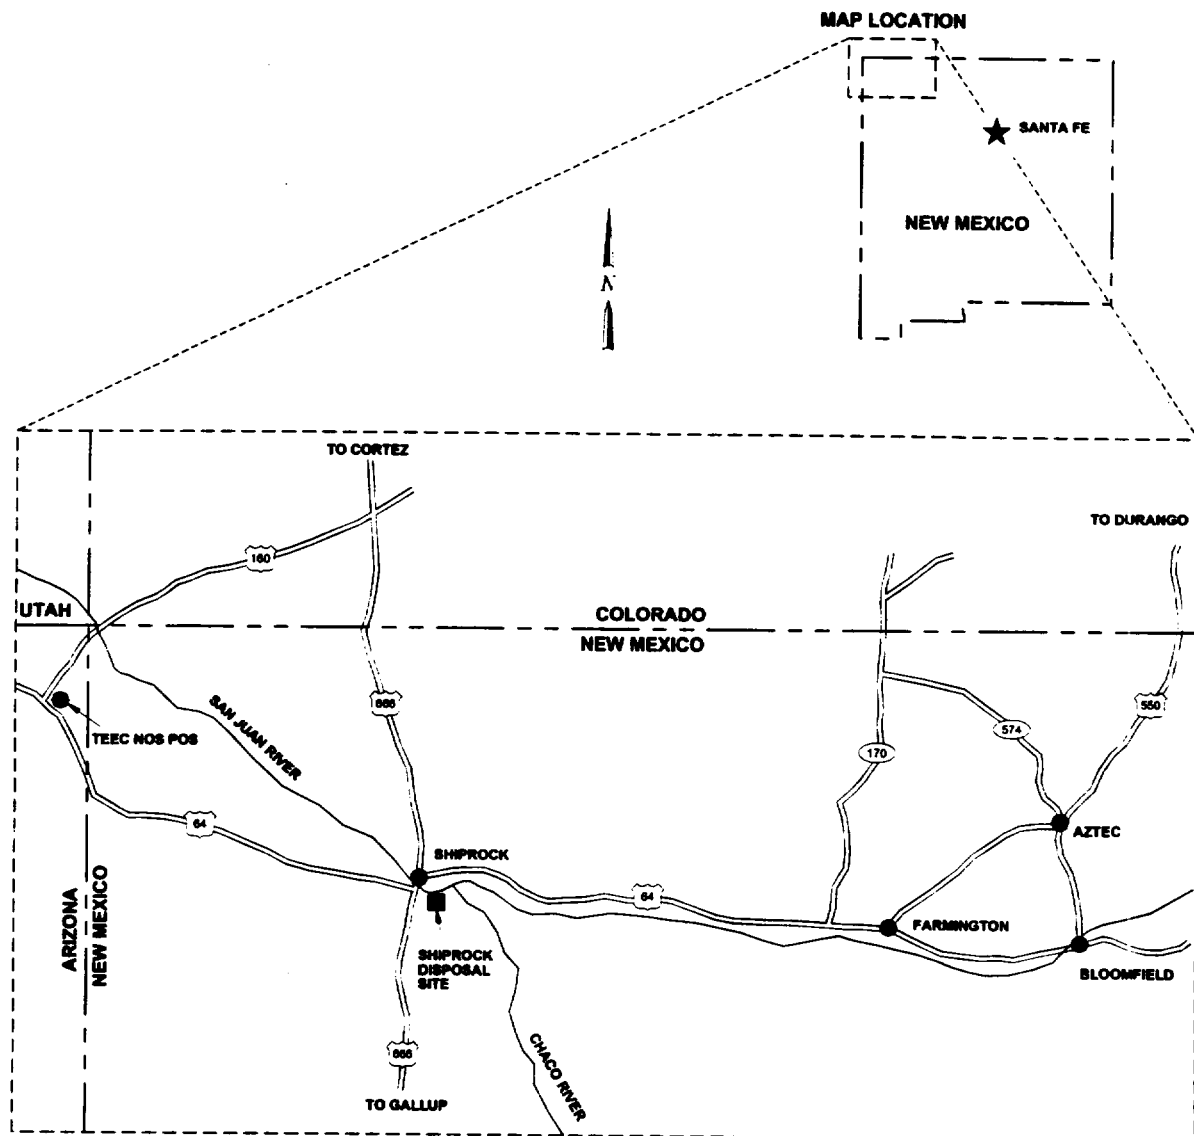 MAP LOCATION
SANTA FE
NEW MEXICO
N
TO CORTEZ
TO DURANGO
160
UTAH
COLORADO
NEW MEXICO
666
550
TEEC NOS POS
SAN JUAN RIVER
574
170
64
AZTEC
SHIPROCK
64
FARMINGTON
ARIZONA
NEW MEXICO
SHIPROCK
DISPOSAL
SITE
BLOOMFIELD
666
CHACO RIVER
TO GALLUP